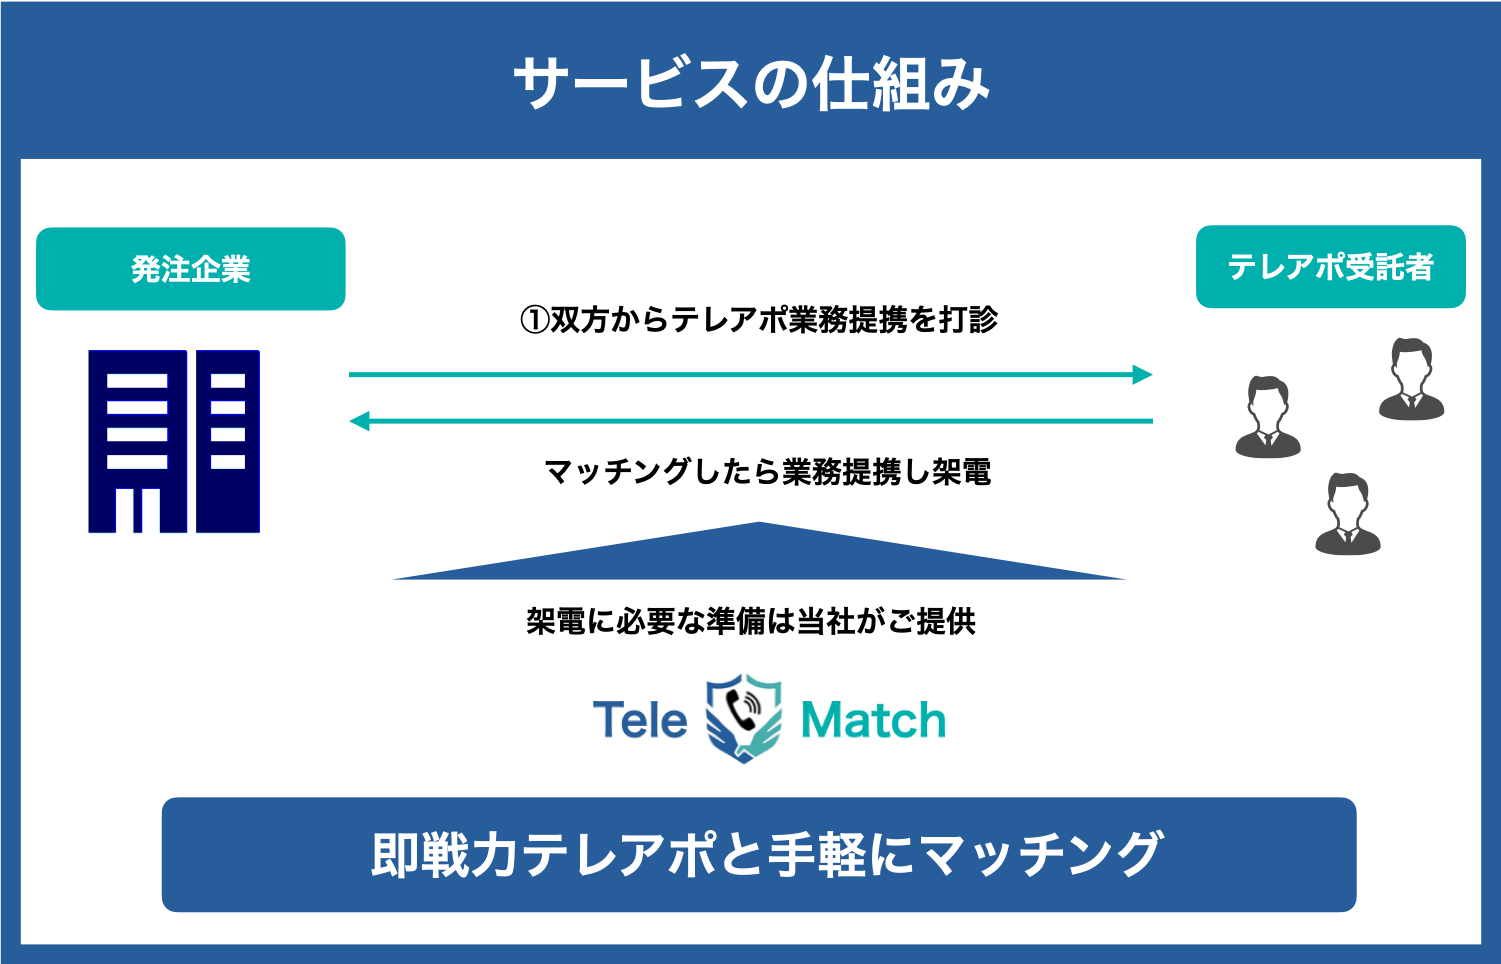 サービスの仕組み
発注企業
テレアポ受託者
①双方からテレアポ業務提携を打診
マッチングしたら業務提携し架電
架電に必要な準備は当社がご提供
Tele Match
即戦力テレアポと手軽にマッチング